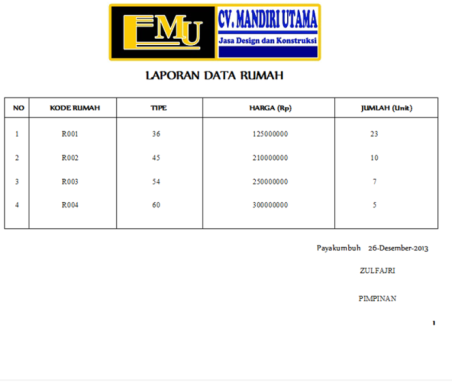 EMU
CV. MANDIRI UTAMA
Jasa Design dan Konstruksi
LAPORAN DATA RUMAH
NO KODE RUMAH TIPE HARGA (Rp) JUMLAH (Unit)
1 R001 36 125000000 23
2 R002 45 210000000 10
3 R003 54 250000000 7
4 R004 60 300000000 5
Payakumbuh 26-Desember-2013
ZULFAJRI
PIMPINAN
1